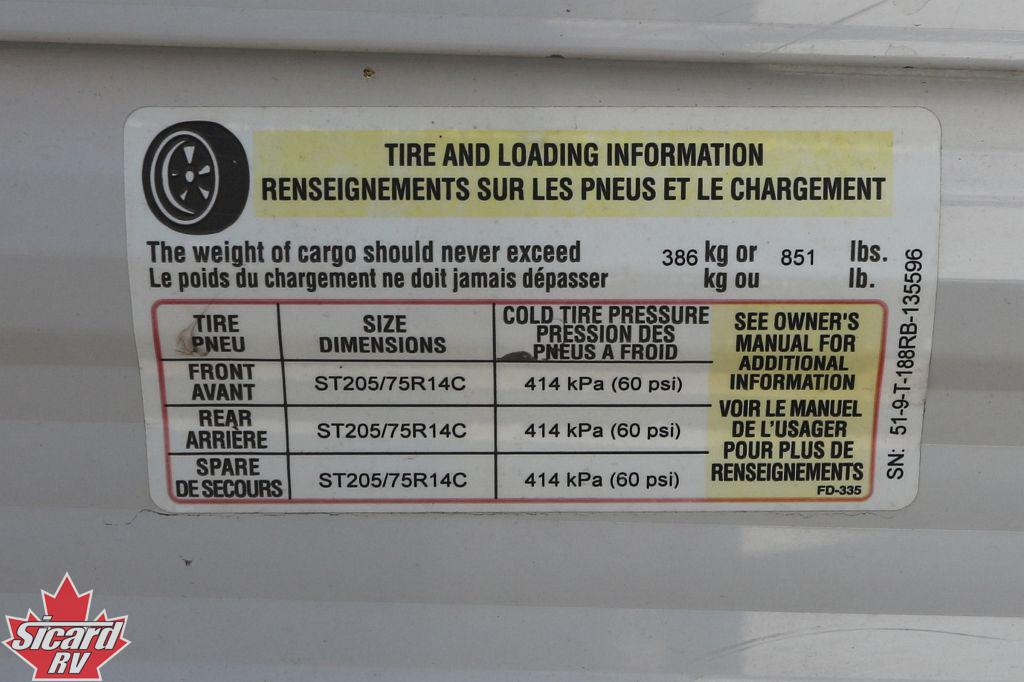 TIRE AND LOADING INFORMATION
RENSEIGNEMENTS SUR LES PNEUS ET LE CHARGEMENT
The weight of cargo should never exceed 386 kg or 851 lbs.
Le poids du chargement ne doit jamais dépasser kg ou lb.
TIRE
PNEU
SIZE
DIMENSIONS
COLD TIRE PRESSURE
PRESSION DES
PNEUS A FROID
FRONT
AVANT
ST205/75R14C
414 kPa (60 psi)
REAR
ARRIÈRE
ST205/75R14C
414 kPa (60 psi)
SPARE
DE SECOURS
ST205/75R14C
414 kPa (60 psi)
SEE OWNER'S
MANUAL FOR
ADDITIONAL
INFORMATION
VOIR LE MANUEL
DE L'USAGER
POUR PLUS DE
RENSEIGNEMENTS
FD-335
SN: 51-9-T-188RB-135596
Sicard
RV